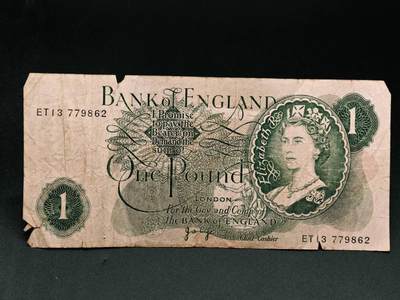 BANK OF ENGLAND
ET13 779862
I Promise
to pay the
Bearer on
Demand the
sum of
One Pound
LONDON
For the Gov and Comp
of
The BANK of ENGLAND
Chief Cashier
Elizabeth R
1
1
ET13 779862